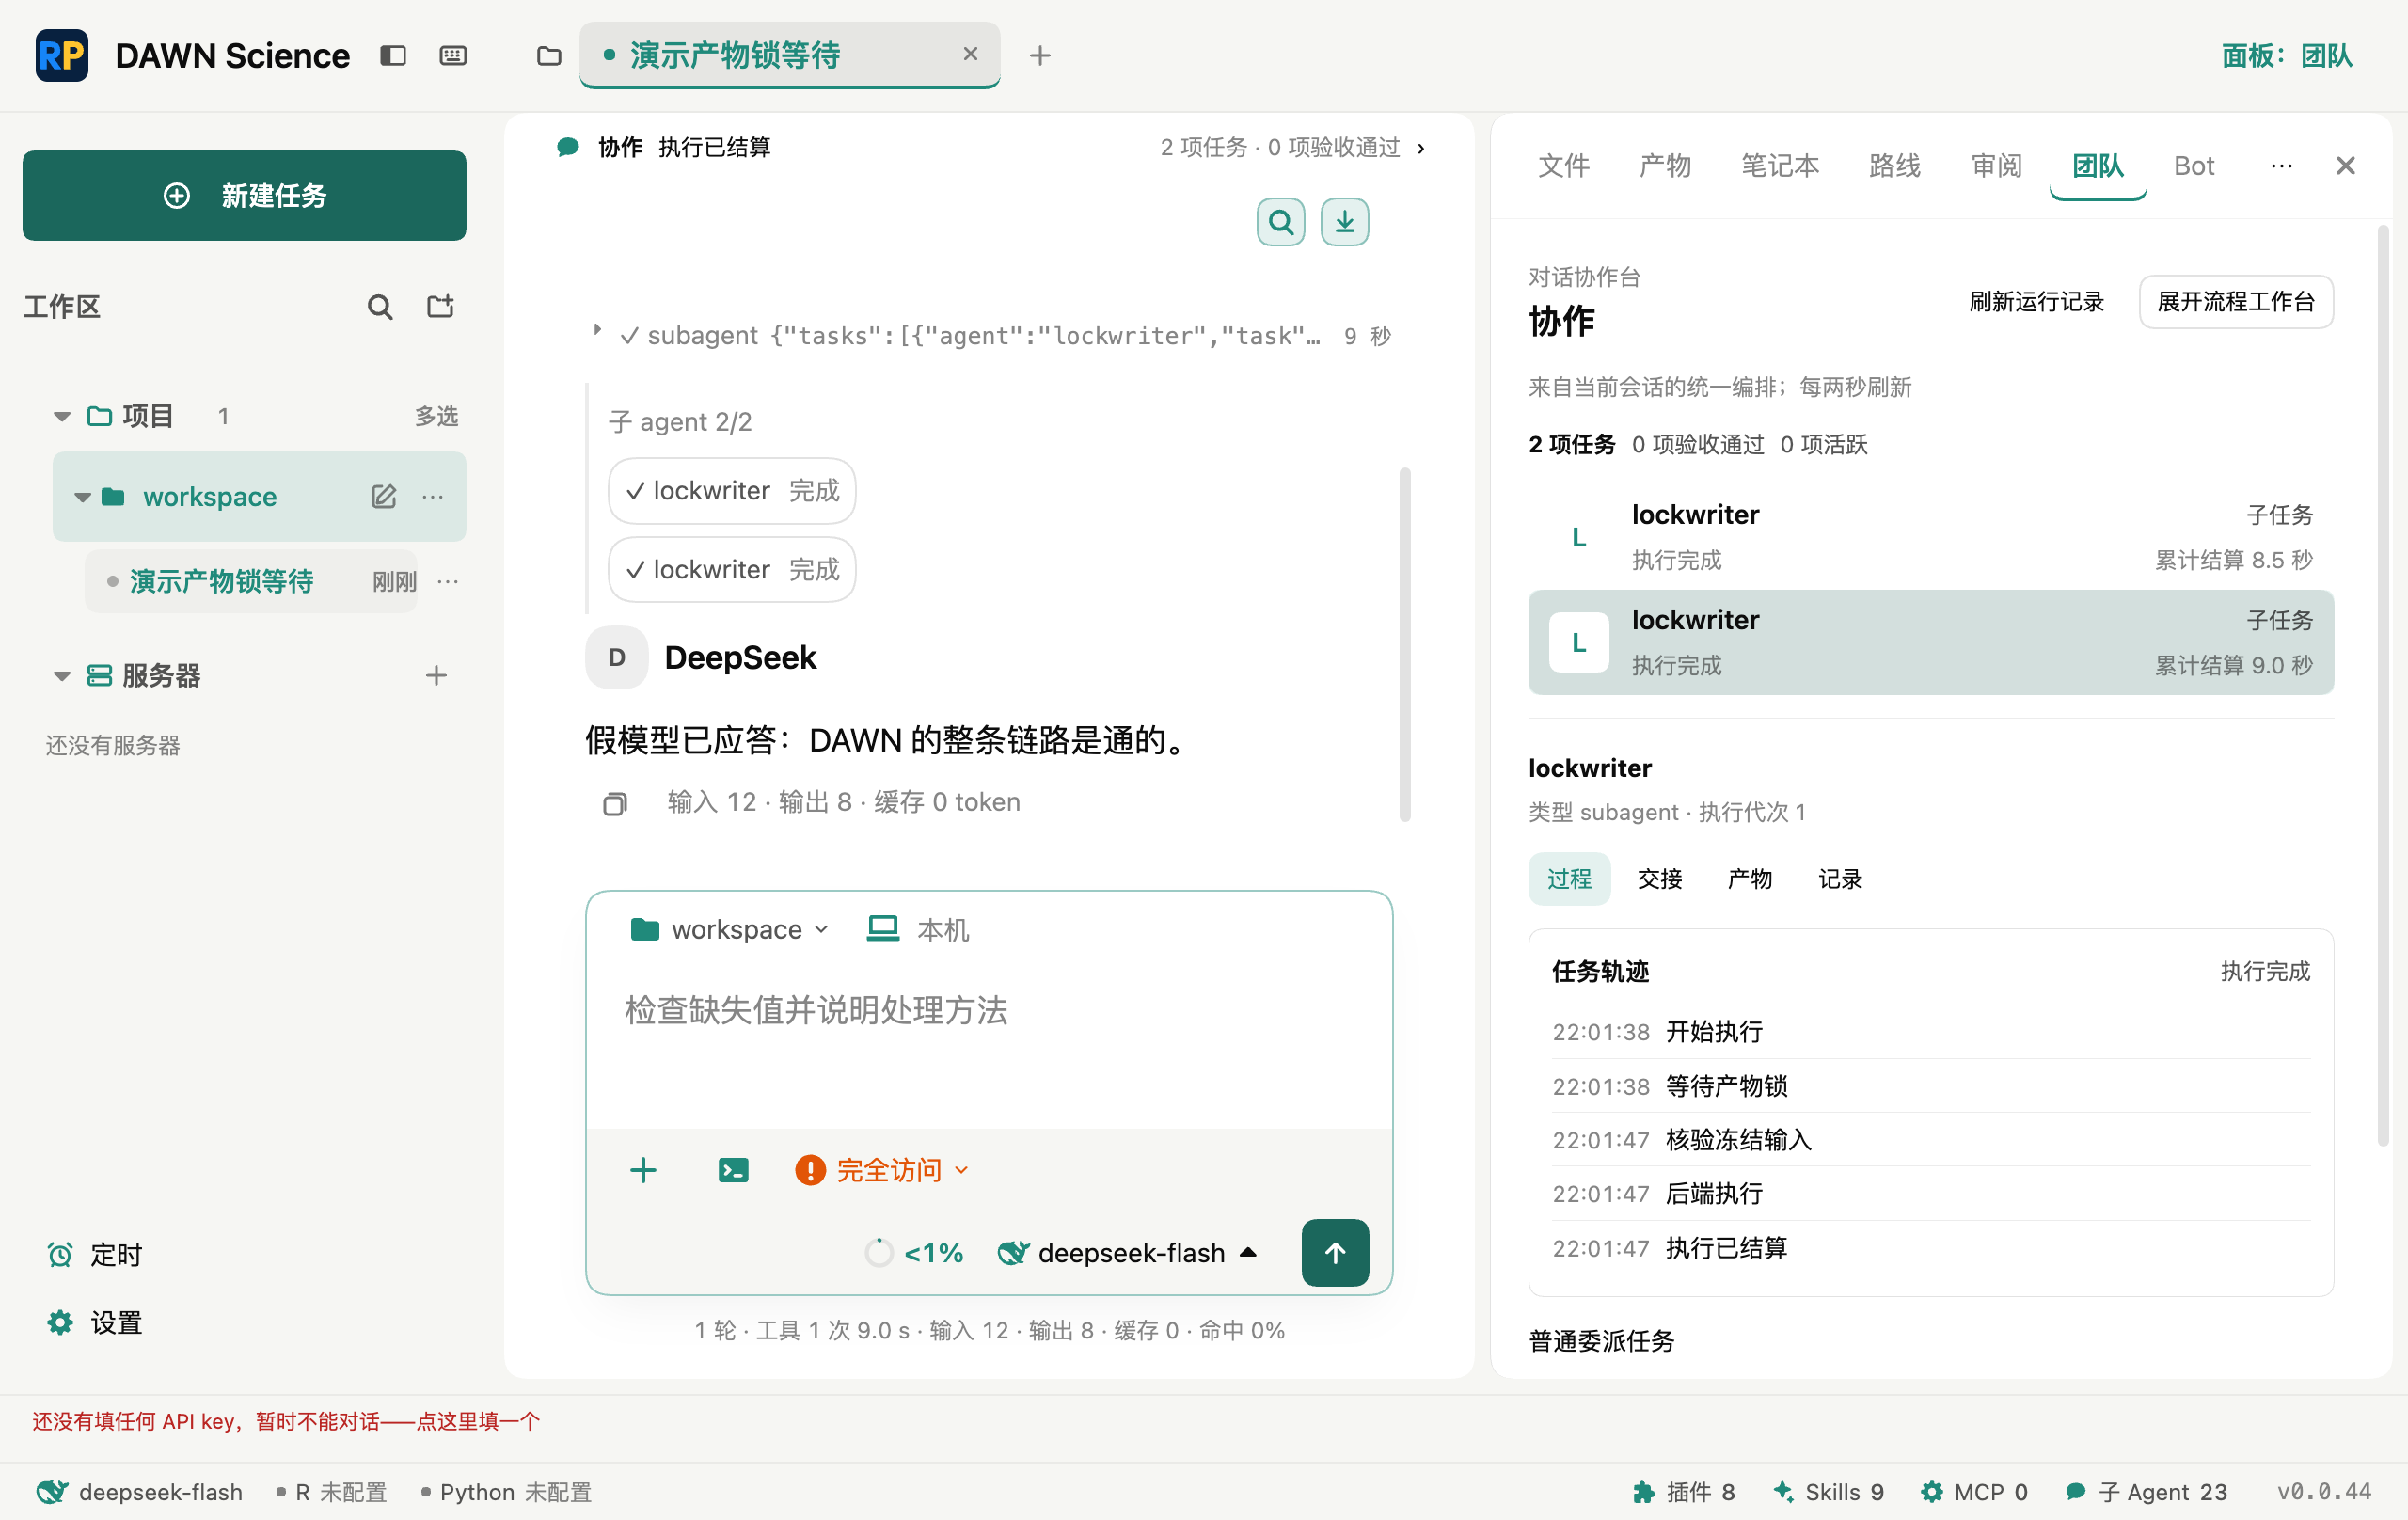 RP DAWN Science
演示产物锁等待
面板：团队
新建任务
工作区
项目 1 多选
workspace
演示产物锁等待 刚刚
服务器
还没有服务器
定时
设置
协作 执行已结算 2 项任务 · 0 项验收通过
subagent {"tasks":[{"agent":"lockwriter","task"… 9 秒
子 agent 2/2
lockwriter 完成
lockwriter 完成
D DeepSeek
假模型已应答：DAWN 的整条链路是通的。
输入 12 · 输出 8 · 缓存 0 token
workspace 本机
检查缺失值并说明处理方法
完全访问
<1% deepseek-flash
1 轮 · 工具 1 次 9.0 s · 输入 12 · 输出 8 · 缓存 0 · 命中 0%
文件 产物 笔记本 路线 审阅 团队 Bot …
对话协作台
协作
刷新运行记录 展开流程工作台
来自当前会话的统一编排；每两秒刷新
2 项任务 0 项验收通过 0 项活跃
L lockwriter 子任务
执行完成 累计结算 8.5 秒
L lockwriter 子任务
执行完成 累计结算 9.0 秒
lockwriter
类型 subagent · 执行代次 1
过程 交接 产物 记录
任务轨迹 执行完成
22:01:38 开始执行
22:01:38 等待产物锁
22:01:47 核验冻结输入
22:01:47 后端执行
22:01:47 执行已结算
普通委派任务
还没有填任何 API key，暂时不能对话——点这里填一个
deepseek-flash R 未配置 Python 未配置
插件 8 Skills 9 MCP 0 子 Agent 23 v0.0.44